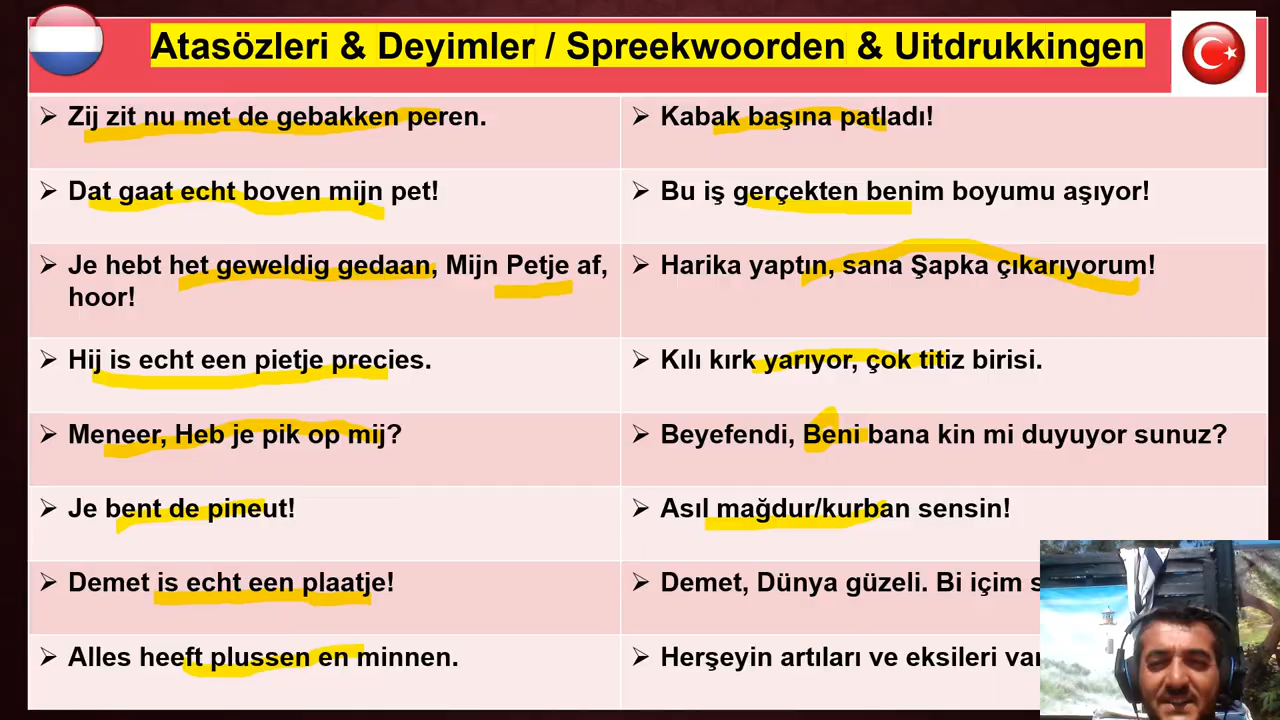 Atasözleri & Deyimler / Spreekwoorden & Uitdrukkingen
Zij zit nu met de gebakken peren.
Kabak başına patladı!
Dat gaat echt boven mijn pet!
Bu iş gerçekten benim boyumu aşıyor!
Je hebt het geweldig gedaan, Mijn Petje af,
hoor!
Harika yaptın, sana Şapka çıkarıyorum!
Hij is echt een pietje precies.
Kılı kırk yarıyor, çok titiz birisi.
Meneer, Heb je pik op mij?
Beyefendi, Beni bana kin mi duyuyor sunuz?
Je bent de pineut!
Asıl mağdur/kurban sensin!
Demet is echt een plaatje!
Demet, Dünya güzeli. Bi içim
Alles heeft plussen en minnen.
Herşeyin artıları ve eksileri